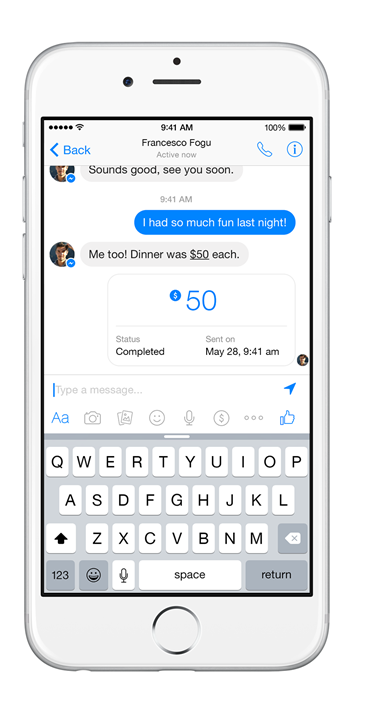 9:41 AM 100%
Back Francesco Fogu
Active now
Sounds good, see you soon.
9:41 AM
I had so much fun last night!
Me too! Dinner was $50 each.
$ 50
Status Sent on
Completed May 28, 9:41 am
Type a message...
Aa $
Q W E R T Y U I O P
A S D F G H J K L
Z X C V B N M
123 space return